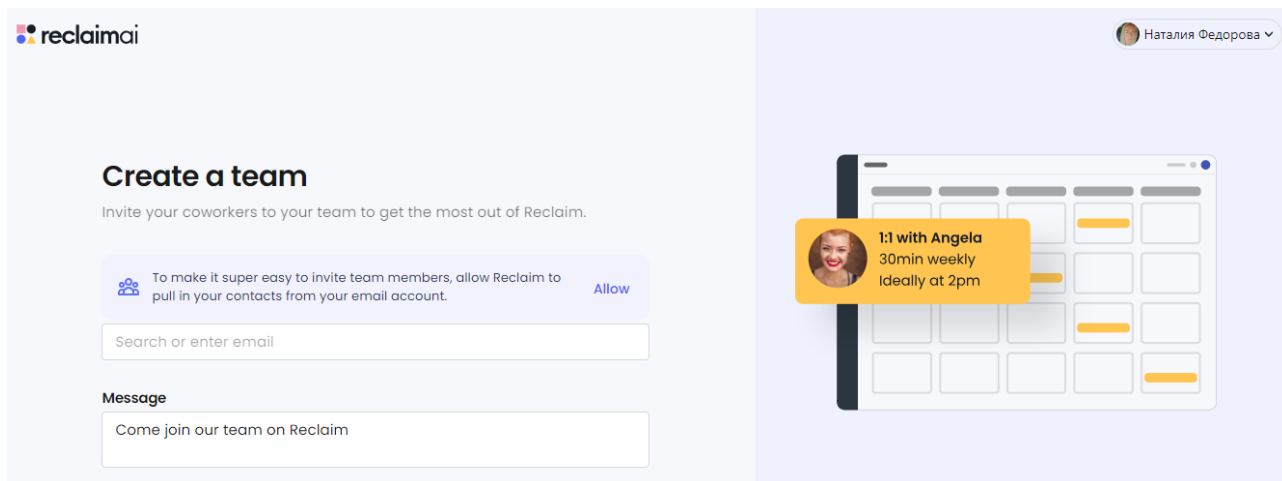 reclaimai
Наталия Федорова
Create a team
Invite your coworkers to your team to get the most out of Reclaim.
To make it super easy to invite team members, allow Reclaim to
pull in your contacts from your email account.
Allow
Search or enter email
Message
Come join our team on Reclaim
1:1 with Angela
30min weekly
Ideally at 2pm